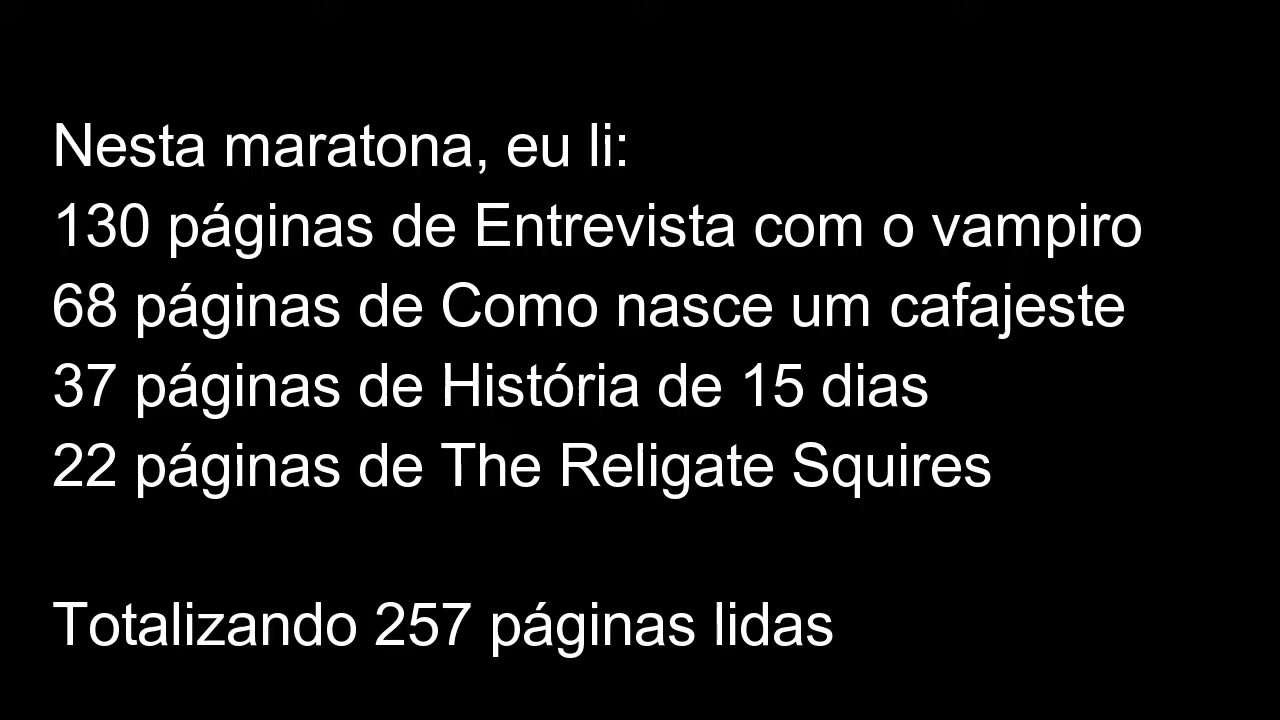 Nesta maratona, eu li:
130 páginas de Entrevista com o vampiro
68 páginas de Como nasce um cafajeste
37 páginas de História de 15 dias
22 páginas de The Religate Squires
Totalizando 257 páginas lidas